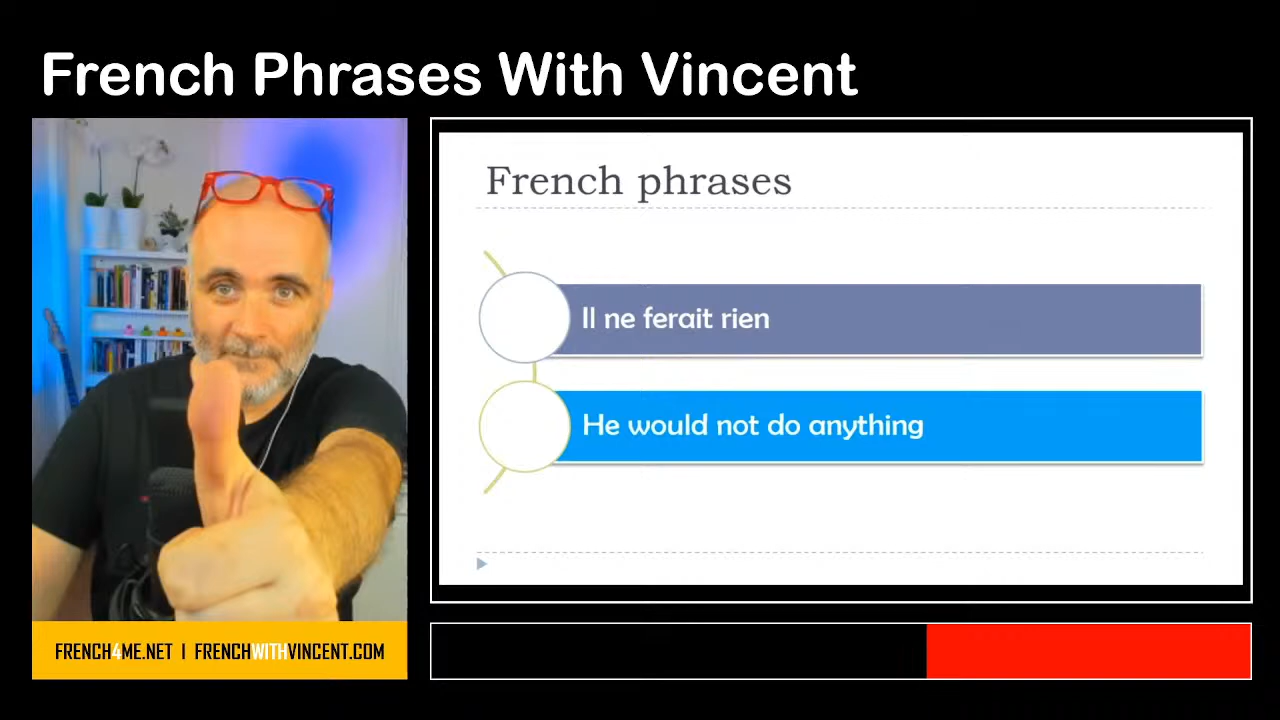 French Phrases With Vincent
French phrases
Il ne ferait rien
He would not do anything
FRENCH4ME.NET I FRENCHWITHVINCENT.COM